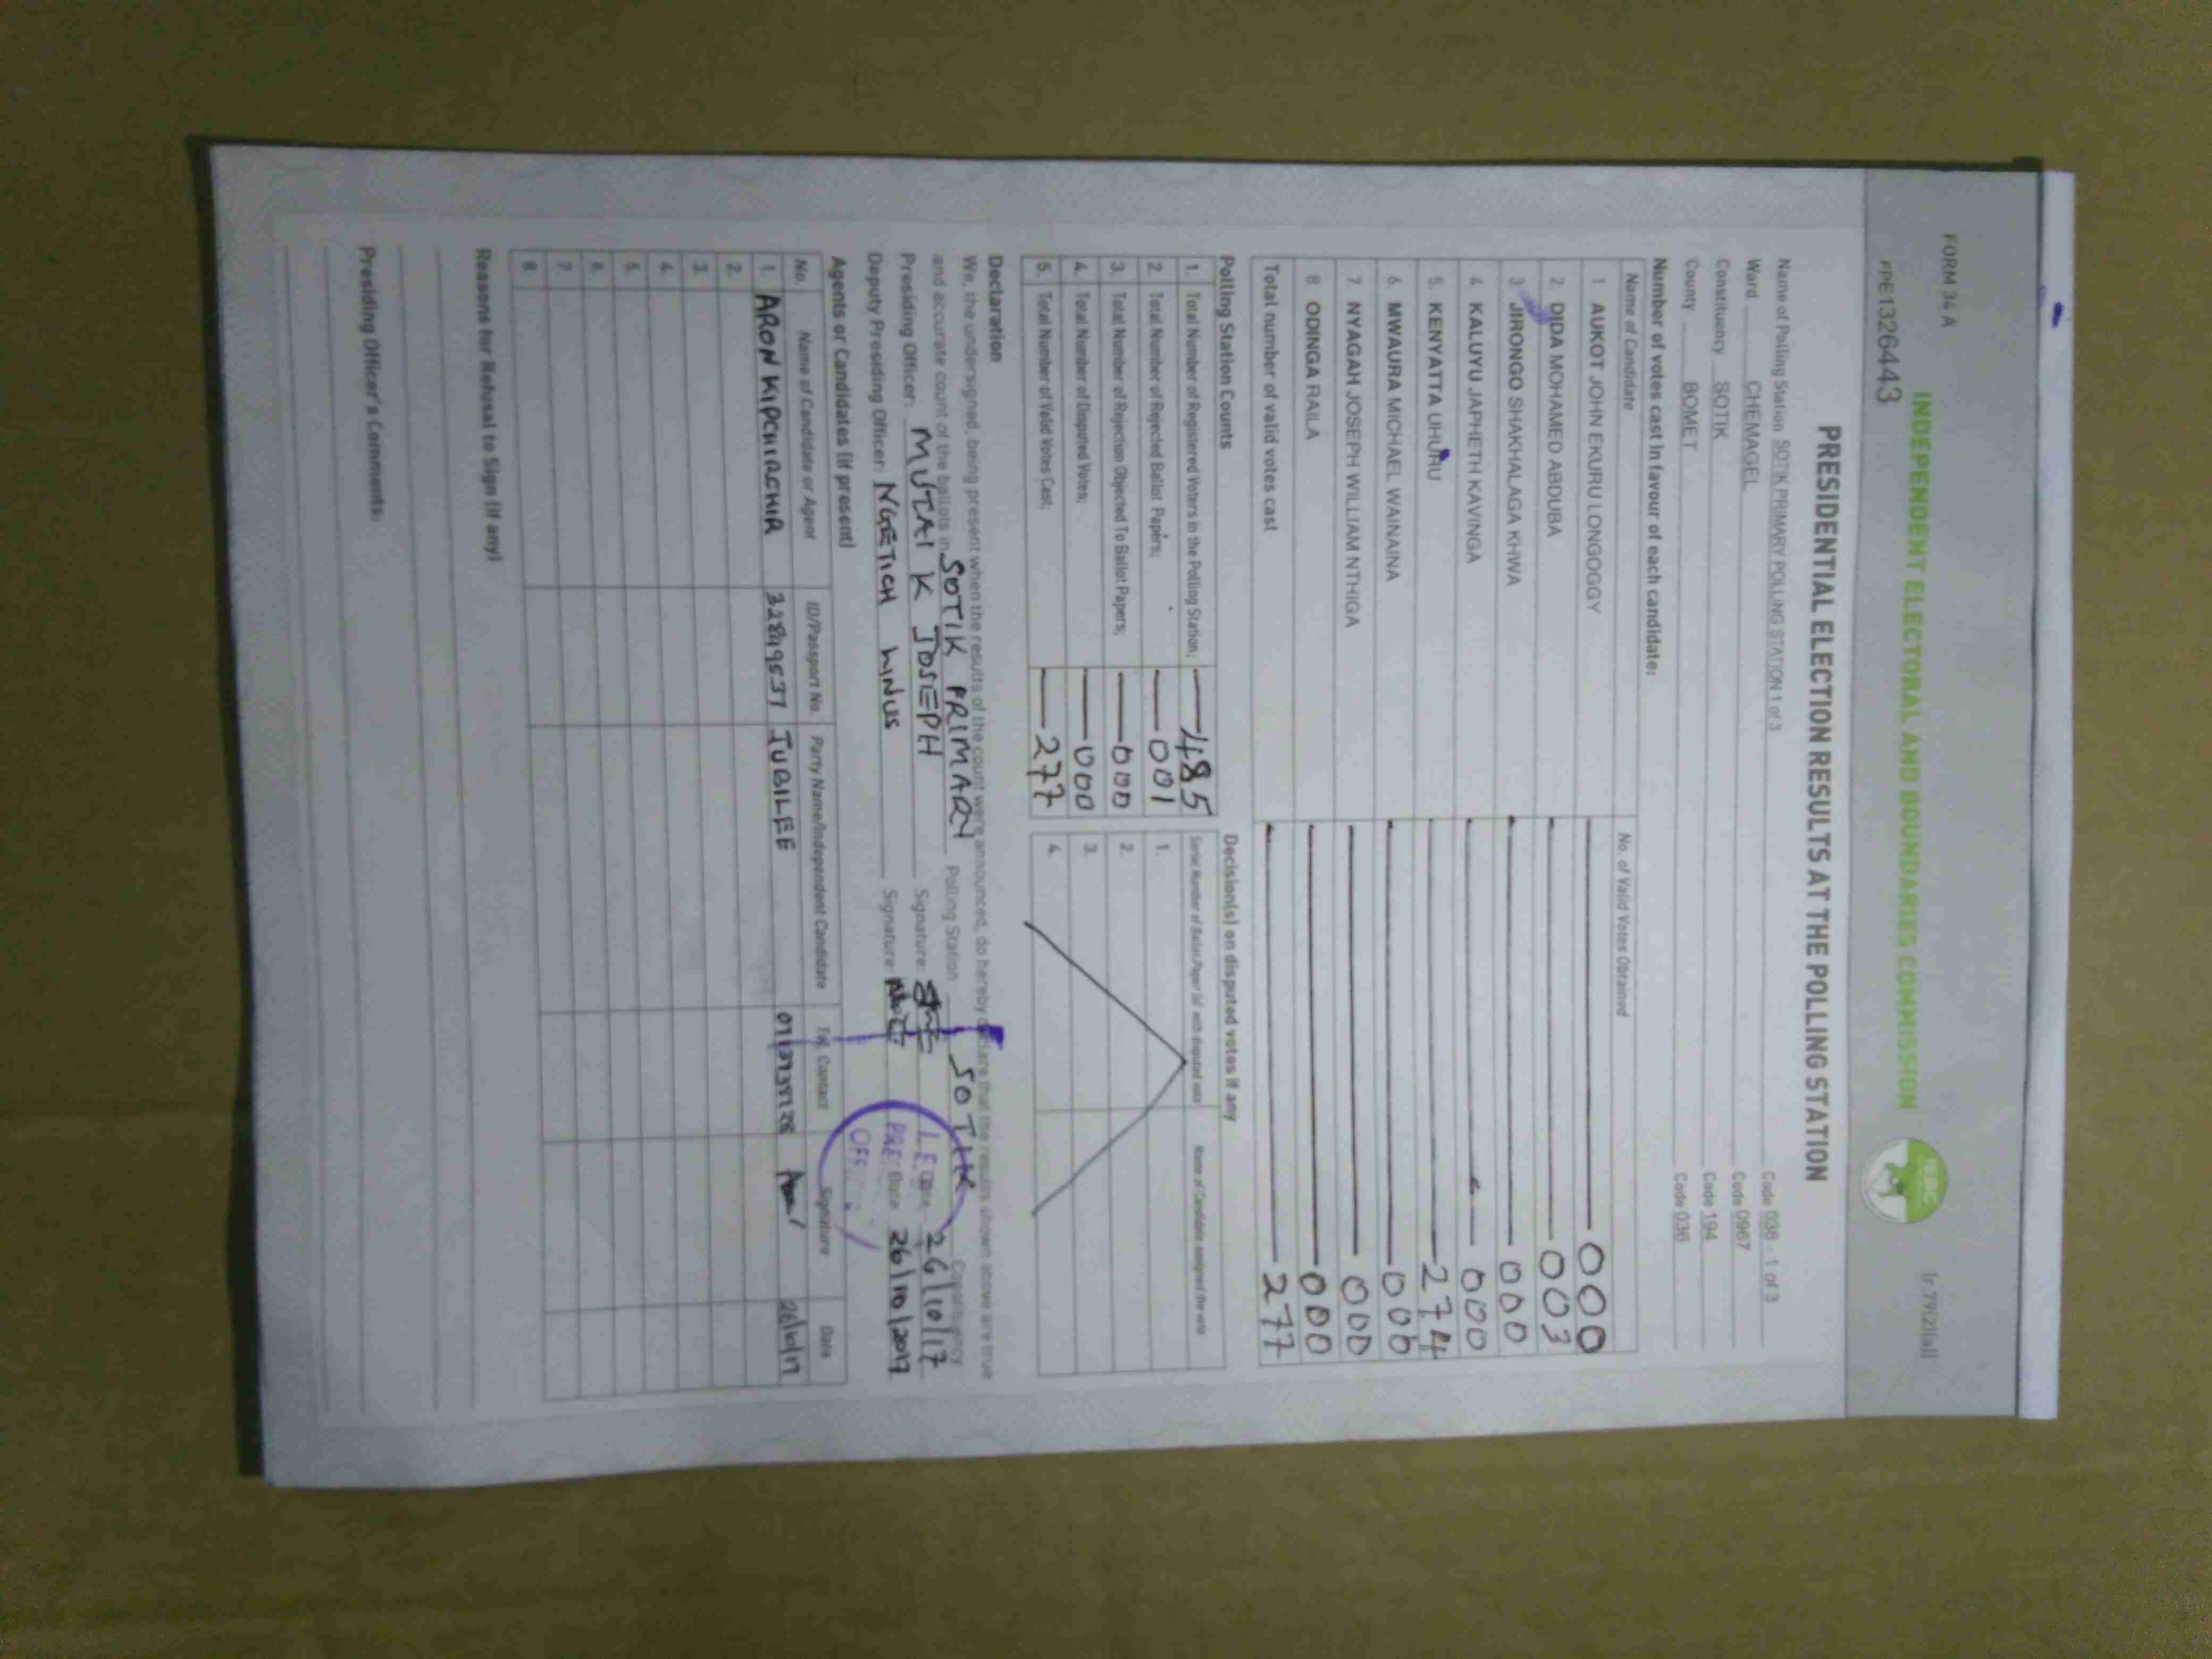 FORM 34 A
INDEPENDENT ELECTORAL AND BOUNDARIES COMMISSION
IEBC
(r.79(2)(a))
PPE1326443
PRESIDENTIAL ELECTION RESULTS AT THE POLLING STATION
Name of Polling Station SOTIK PRIMARY POLLING STATION 1 of 3 Code 038 - 1 of 3
Ward CHEMAGEL Code 0967
Constituency SOTIK Code 194
County BOMET Code 036
Number of votes cast in favour of each candidate:
Name of Candidate No. of Valid Votes Obtained
1 AUKOT JOHN EKURU LONGOGGY 000
2 DIDA MOHAMED ABDUBA 003
3 JIRONGO SHAKHALAGA KHWA 000
4 KALUYU JAPHETH KAVINGA 000
5 KENYATTA UHURU 274
6 MWAURA MICHAEL WAINAINA 000
7 NYAGAH JOSEPH WILLIAM NTHIGA 000
8 ODINGA RAILA 000
Total number of valid votes cast 277
Polling Station Counts
1. Total Number of Registered Voters in the Polling Station; 485
2. Total Number of Rejected Ballot Papers; 001
3. Total Number of Rejection Objected To Ballot Papers; 000
4. Total Number of Disputed Votes; 000
5. Total Number of Valid Votes Cast; 277
Decision(s) on disputed votes if any
Serial Number of Ballot Paper (s) with disputed vote Name of Candidate assigned the vote
1.
2.
3.
4.
Declaration
We, the undersigned, being present when the results of the count were announced, do hereby declare that the results shown above are true
and accurate count of the ballots in SOTIK PRIMARY Polling Station SOTIK Constituency
Presiding Officer: MUTAI K JOSEPH Signature: Date 26/10/17
Deputy Presiding Officer: NGETICH LINUS Signature: Date 26/10/2017
Agents or Candidates (if present)
No. Name of Candidate or Agent ID/Passport No. Party Name/Independent Candidate Tel. Contact Signature Date
1. ARON KIPCHIRCHIR 32849537 JUBILEE 26/10/17
2.
3.
4.
5.
6.
7.
8.
Reasons for Refusal to Sign (if any)
Presiding Officer's Comments: